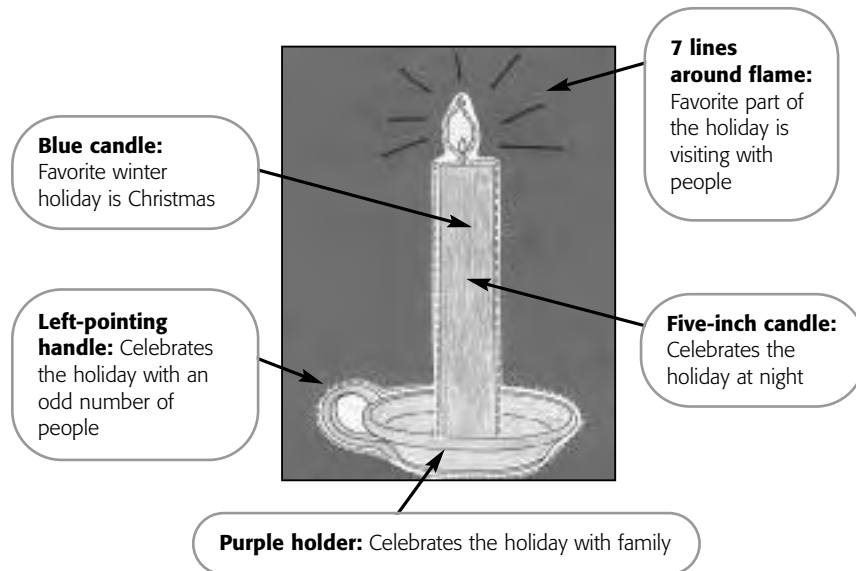 7 lines
around flame:
Favorite part of
the holiday is
visiting with
people
Blue candle:
Favorite winter
holiday is Christmas
Left-pointing
handle: Celebrates
the holiday with an
odd number of
people
Five-inch candle:
Celebrates the
holiday at night
Purple holder: Celebrates the holiday with family